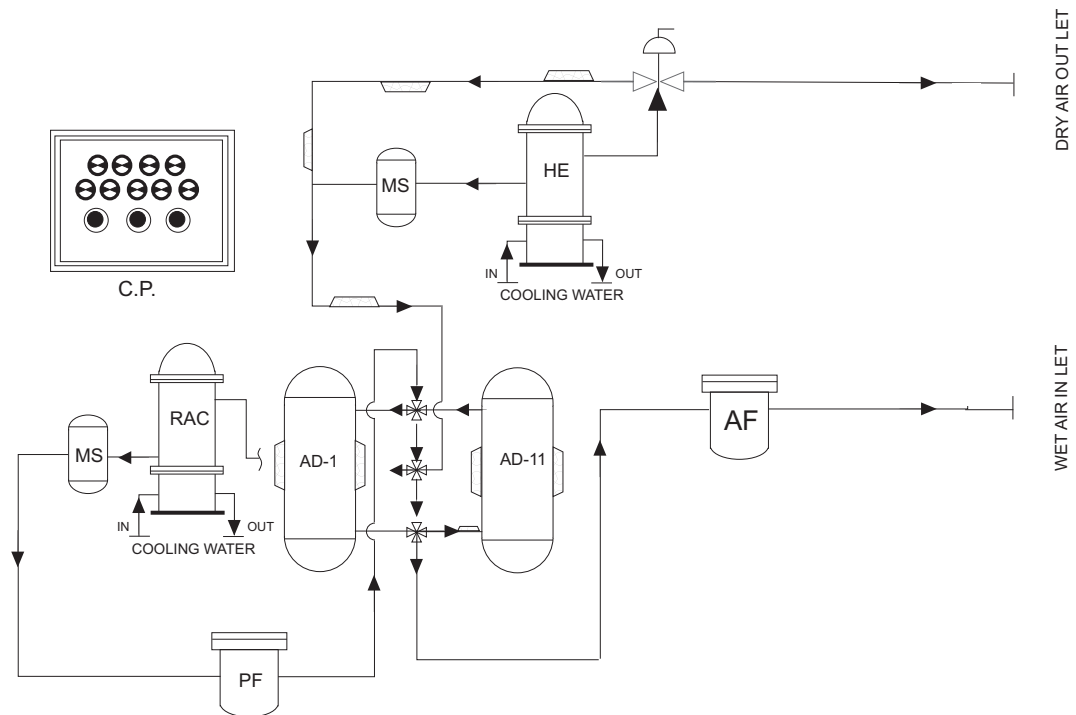 DRY AIR OUT LET
HE
MS
IN
OUT
COOLING WATER
C.P.
WET AIR IN LET
RAC
MS
AD-1
AD-11
AF
IN
OUT
COOLING WATER
PF